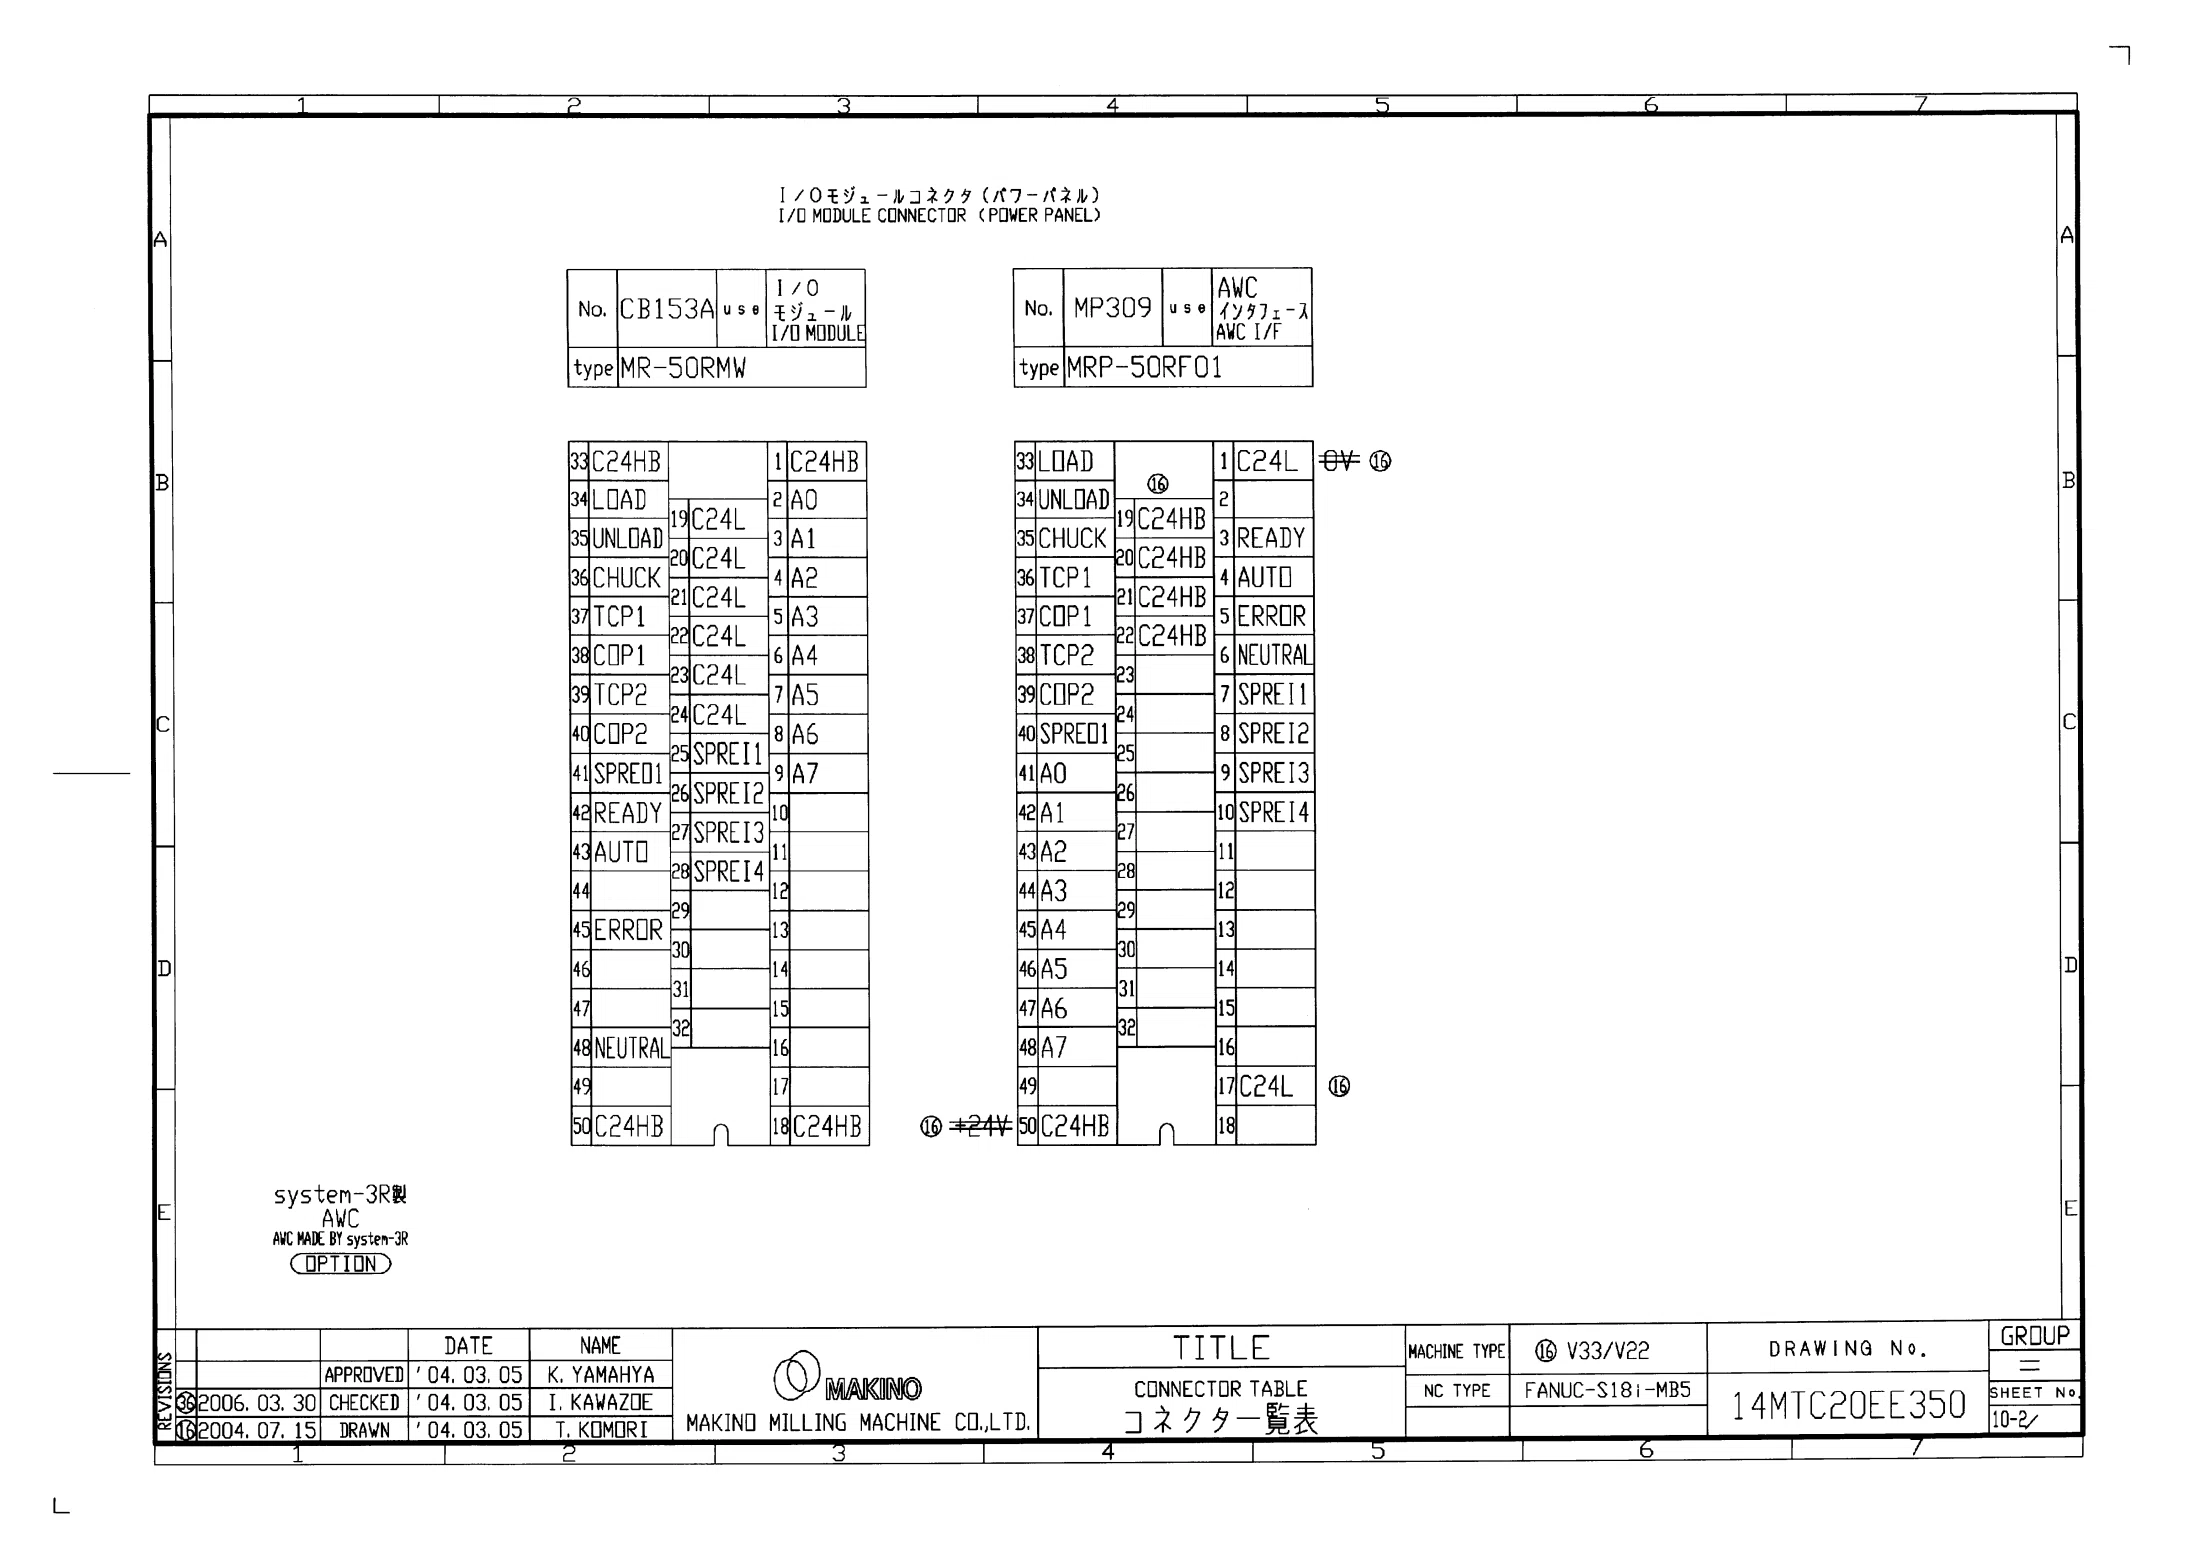 1 2 3 4 5 6 7
I/Oモジュールコネクタ(パワーパネル)
I/O MODULE CONNECTOR (POWER PANEL)
A A
No. CB153A use I/O モジュール I/O MODULE
type MR-50RMW
No. MP309 use AWC インタフェース AWC I/F
type MRP-50RF01
B B
33 C24HB
34 LOAD
35 UNLOAD
36 CHUCK
37 TCP1
38 COP1
39 TCP2
40 COP2
41 SPREO1
42 READY
43 AUTO
44
45 ERROR
46
47
48 NEUTRAL
49
50 C24HB
19 C24L
20 C24L
21 C24L
22 C24L
23 C24L
24 C24L
25 SPREI1
26 SPREI2
27 SPREI3
28 SPREI4
29
30
31
32
1 C24HB
2 A0
3 A1
4 A2
5 A3
6 A4
7 A5
8 A6
9 A7
10
11
12
13
14
15
16
17
18 C24HB
33 LOAD
34 UNLOAD
35 CHUCK
36 TCP1
37 COP1
38 TCP2
39 COP2
40 SPREO1
41 A0
42 A1
43 A2
44 A3
45 A4
46 A5
47 A6
48 A7
49
⑯ +24V 50 C24HB
⑯
19 C24HB
20 C24HB
21 C24HB
22 C24HB
23
24
25
26
27
28
29
30
31
32
1 C24L 0V ⑯
2
3 READY
4 AUTO
5 ERROR
6 NEUTRAL
7 SPREI1
8 SPREI2
9 SPREI3
10 SPREI4
11
12
13
14
15
16
17 C24L ⑯
18
C C
D D
E E
system-3R製
AWC
AWC MADE BY system-3R
OPTION
REVISIONS
DATE NAME
APPROVED '04. 03. 05 K. YAMAHYA
㊱ 2006. 03. 30 CHECKED '04. 03. 05 I. KAWAZOE
⑯ 2004. 07. 15 DRAWN '04. 03. 05 T. KOMORI
MAKINO
MAKINO MILLING MACHINE CO.,LTD.
TITLE
CONNECTOR TABLE
コネクタ一覧表
MACHINE TYPE ⑯ V33/V22
NC TYPE FANUC-S18i-MB5
DRAWING No.
14MTC20EE350
GROUP
=
SHEET No.
10-2/
1 2 3 4 5 6 7